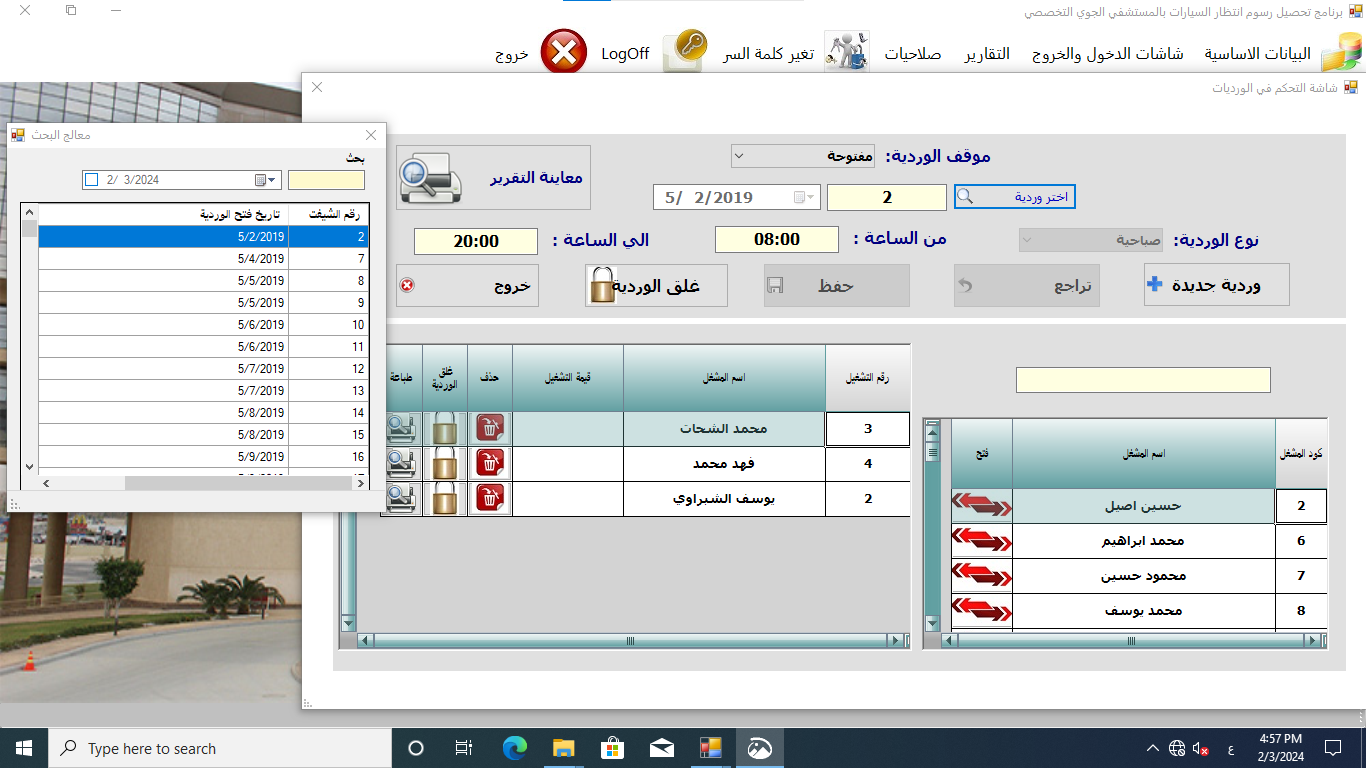 برنامج تحصيل رسوم انتظار السيارات بالمستشفي الجوي التخصصي
البيانات الاساسية
شاشات الدخول والخروج
التقارير
صلاحيات
تغير كلمة السر
LogOff
خروج
شاشة التحكم في الورديات
موقف الوردية:
مفتوحة
معاينة التقرير
اختر وردية
2
5/ 2/2019
نوع الوردية:
صباحية
من الساعة :
08:00
الي الساعة :
20:00
وردية جديدة
تراجع
حفظ
غلق الوردية
خروج
رقم التشغيل اسم المشغل قيمة التشغيل حذف غلق الوردية طباعة
3 محمد الشحات
4 فهد محمد
2 يوسف الشبراوي
كود المشغل اسم المشغل فتح
2 حسين اصيل
6 محمد ابراهيم
7 محمود حسين
8 محمد يوسف
معالج البحث
بحث
2/ 3/2024
رقم الشيفت تاريخ فتح الوردية
2 5/2/2019
7 5/4/2019
8 5/5/2019
9 5/5/2019
10 5/6/2019
11 5/6/2019
12 5/7/2019
13 5/7/2019
14 5/8/2019
15 5/8/2019
16 5/9/2019
Type here to search
ع
4:57 PM
2/3/2024